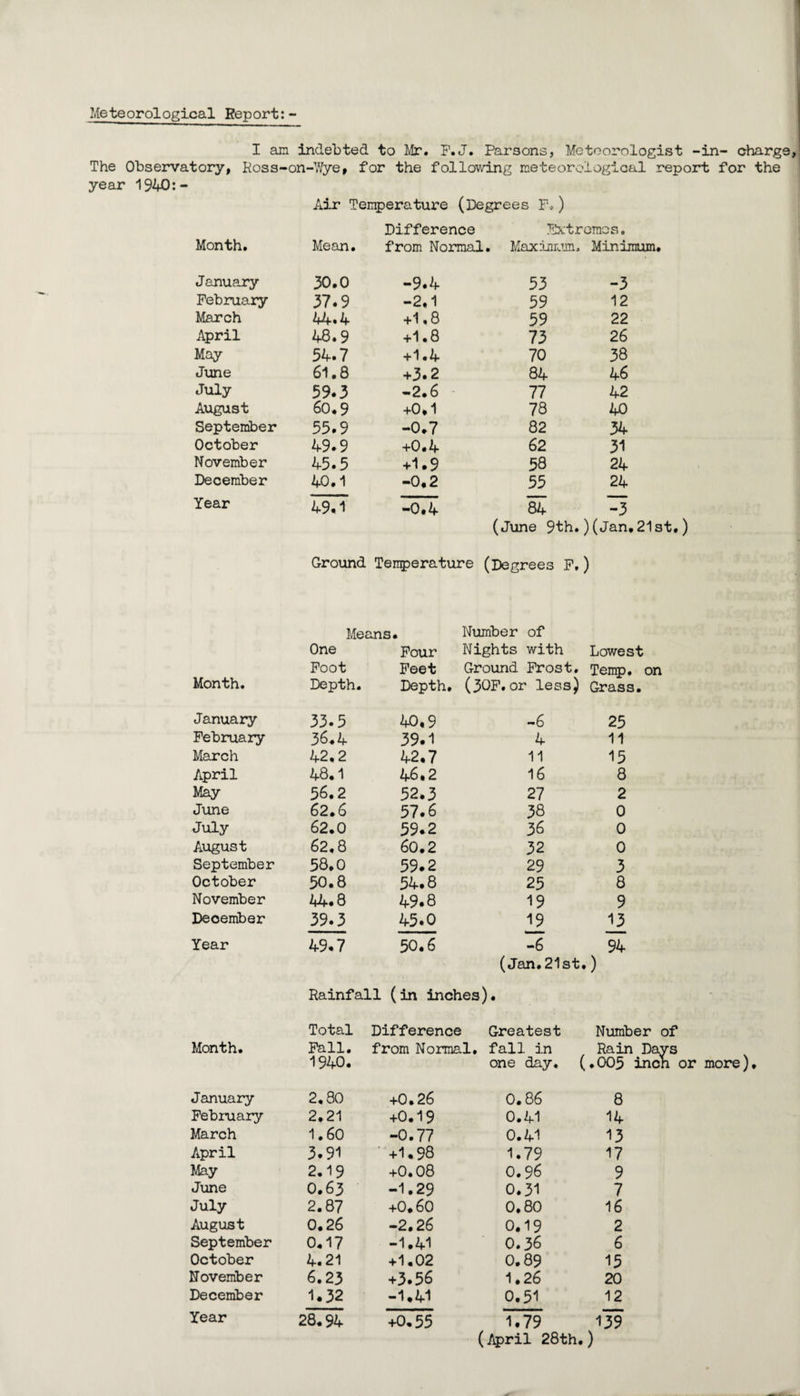 Meteorological Report:-
I am indebted to Mr. F.J. Parsons, Meteorologist -in- charge,
The Observatory, Ross-on-Wye, for the following meteorological report for the
year 1940:-
Air Temperature (Degrees F.)
Difference Extremes.
Month. Mean. from Normal. Maximum. Minimum.
January 30.0 -9.4 53 -3
February 37.9 -2.1 59 12
March 44.4 +1.8 59 22
April 48.9 +1.8 73 26
May 54.7 +1.4 70 38
June 61.8 +3.2 84 46
July 59.3 -2.6 77 42
August 60.9 +0.1 78 40
September 55.9 -0.7 82 34
October 49.9 +0.4 62 31
November 45.5 +1.9 58 24
December 40.1 -0.2 55 24
Year 49.1 -0.4 84 -3
(June 9th.)(Jan.21st.)
Ground Temperature (Degrees F.)
Means. Number of
One Four Nights with Lowest
Foot Feet Ground Frost. Temp. on
Month. Depth. Depth. (30F.or less) Grass.
January 33.5 40.9 -6 25
February 36.4 39.1 4 11
March 42.2 42.7 11 15
April 48.1 46.2 16 8
May 56.2 52.3 27 2
June 62.6 57.6 38 0
July 62.0 59.2 36 0
August 62.8 60.2 32 0
September 58.0 59.2 29 3
October 50.8 54.8 25 8
November 44.8 49.8 19 9
December 39.3 45.0 19 13
Year 49.7 50.6 -6 94
(Jan.21st.)
Rainfall (in inches).
Total Difference Greatest Number of
Month. Fall. from Normal. fall in Rain Days
1940. one day. (.005 inch or more).
January 2.80 +0.26 0.86 8
February 2.21 +0.19 0.41 14
March 1.60 -0.77 0.41 13
April 3.91 +1.98 1.79 17
May 2.19 +0.08 0.96 9
June 0.63 -1.29 0.31 7
July 2.87 +0.60 0.80 16
August 0.26 -2.26 0.19 2
September 0.17 -1.41 0.36 6
October 4.21 +1.02 0.89 15
November 6.23 +3.56 1.26 20
December 1.32 -1.41 0.51 12
Year 28.94 +0.55 1.79 139
(April 28th.)